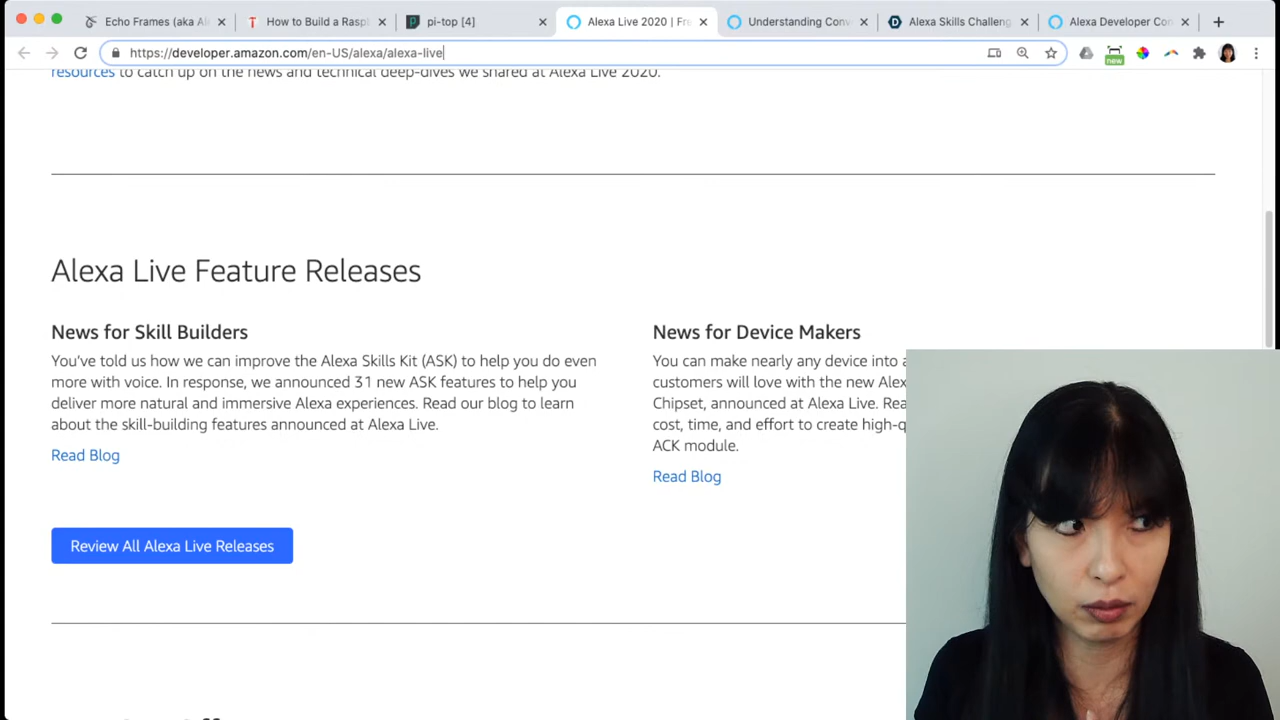 Echo Frames (aka Al
How to Build a Rasp
pi-top [4]
Alexa Live 2020 | Fre
Understanding Conv
Alexa Skills Challeng
Alexa Developer Con
https://developer.amazon.com/en-US/alexa/alexa-live
new
resources to catch up on the news and technical deep-dives we shared at Alexa Live 2020.
Alexa Live Feature Releases
News for Skill Builders
You've told us how we can improve the Alexa Skills Kit (ASK) to help you do even
more with voice. In response, we announced 31 new ASK features to help you
deliver more natural and immersive Alexa experiences. Read our blog to learn
about the skill-building features announced at Alexa Live.
Read Blog
News for Device Makers
You can make nearly any device into a
customers will love with the new Alex
Chipset, announced at Alexa Live. Rea
cost, time, and effort to create high-q
ACK module.
Read Blog
Review All Alexa Live Releases